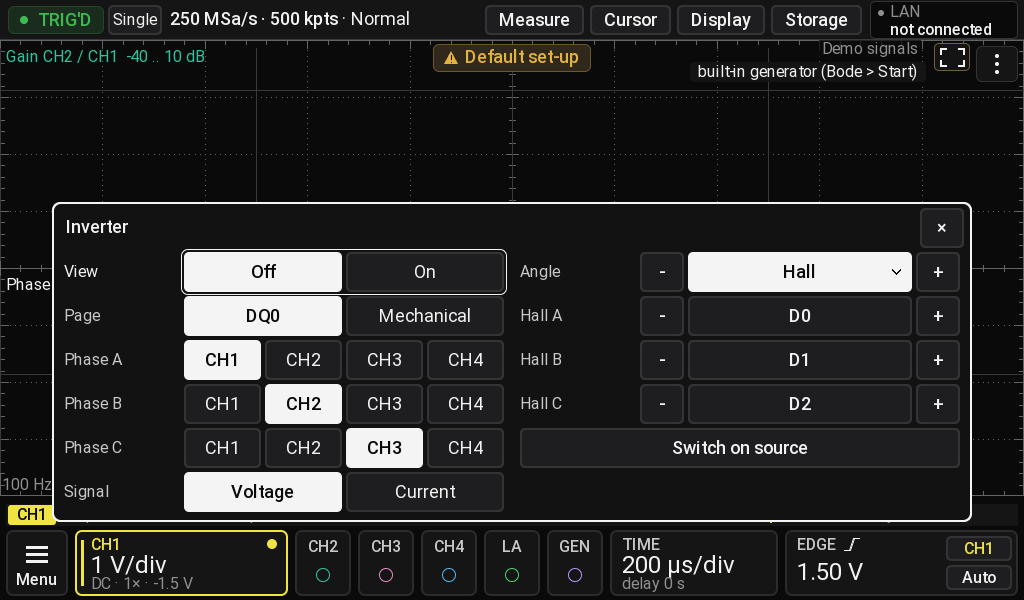 TRIG'D Single 250 MSa/s · 500 kpts · Normal Measure Cursor Display Storage LAN not connected
Gain CH2 / CH1 -40 .. 10 dB
Default set-up
Demo signals
built-in generator (Bode > Start)
Inverter ×
View Off On Angle - Hall +
Page DQ0 Mechanical Hall A - D0 +
Phase Phase A CH1 CH2 CH3 CH4 Hall B - D1 +
Phase B CH1 CH2 CH3 CH4 Hall C - D2 +
Phase C CH1 CH2 CH3 CH4 Switch on source
100 Hz Signal Voltage Current
CH1
Menu
CH1
1 V/div
DC · 1× · -1.5 V
CH2 CH3 CH4 LA GEN
TIME
200 µs/div
delay 0 s
EDGE
1.50 V
CH1
Auto